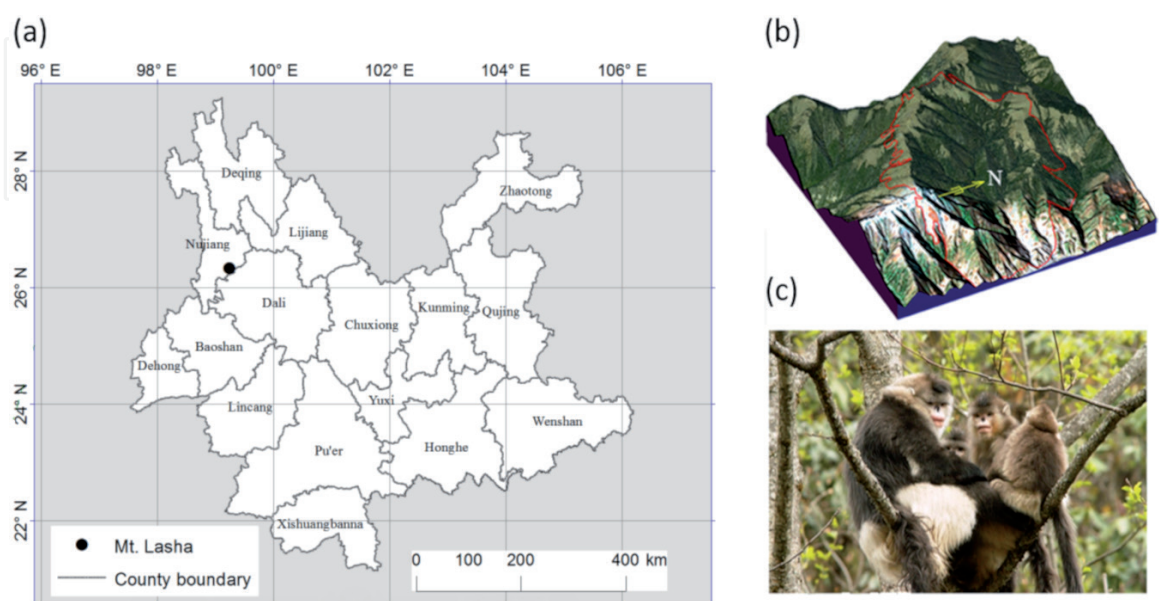 (a)
96° E 98° E 100° E 102° E 104° E 106° E
28° N
26° N
24° N
22° N
Deqing
Zhaotong
Nujiang
Lijiang
Dali
Chuxiong
Kunming
Qujing
Baoshan
Dehong
Lincang
Yuxi
Wenshan
Pu'er
Honghe
Xishuangbanna
Mt. Lasha
County boundary
0 100 200 400 km
(b)
N
(c)